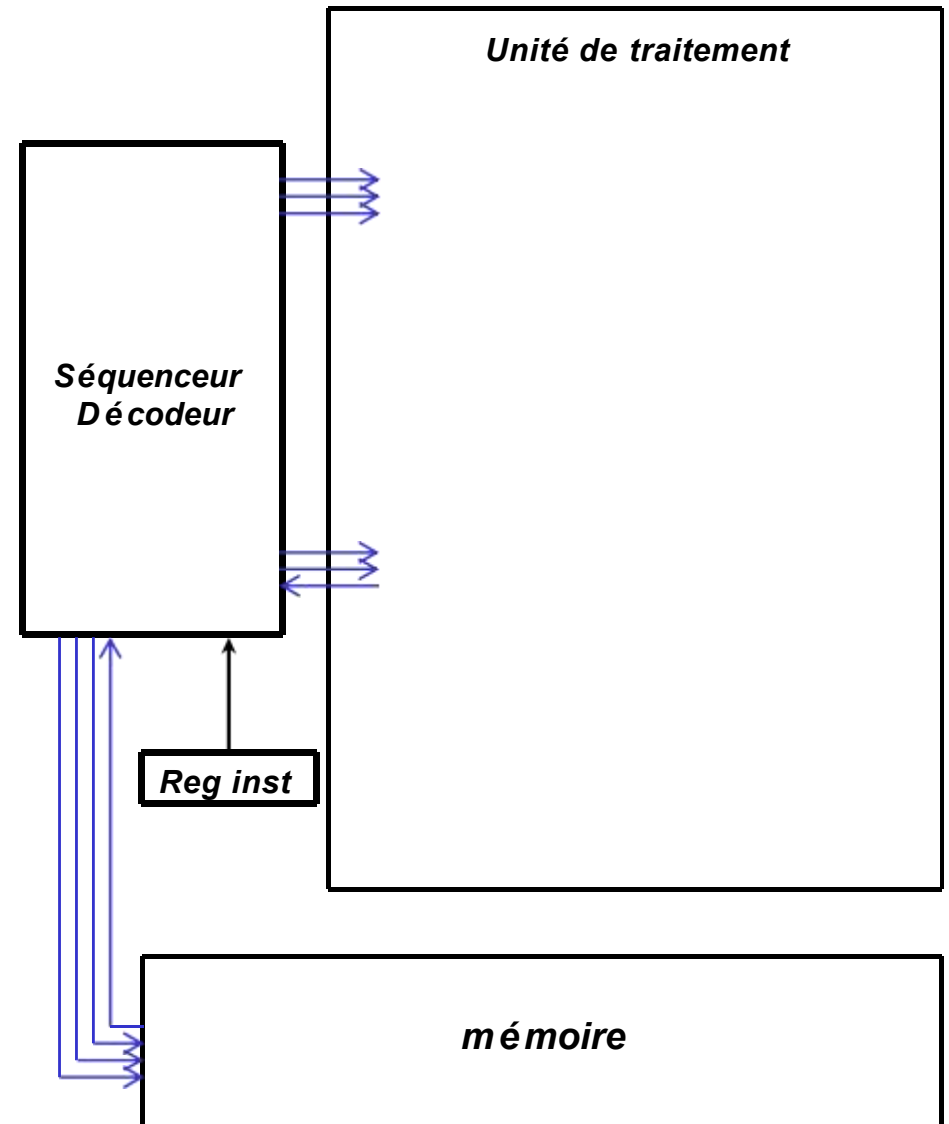 Unité de traitement
Séquenceur
Décodeur
Reg inst
mémoire